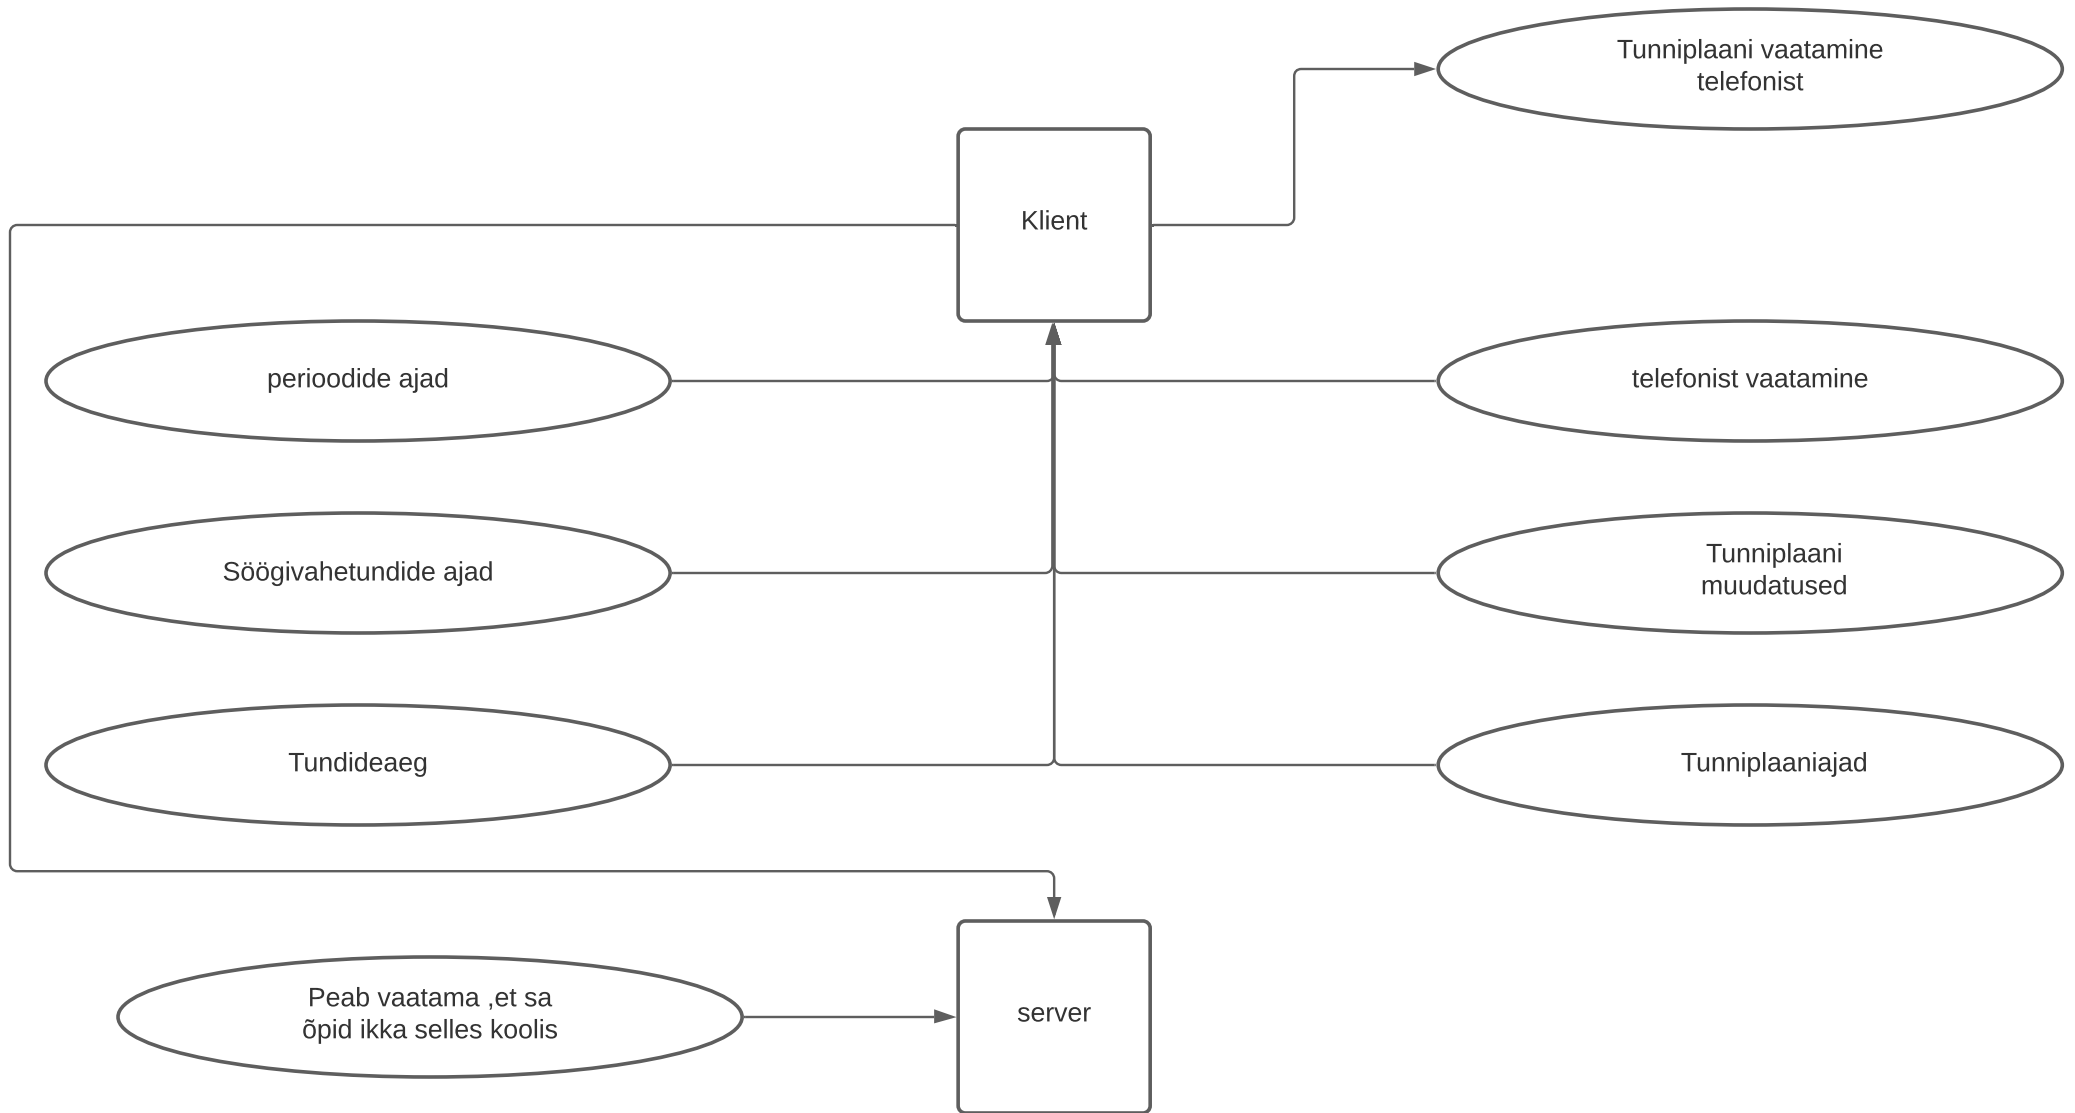 Tunniplaani vaatamine
telefonist
Klient
perioodide ajad
telefonist vaatamine
Söögivahetundide ajad
Tunniplaani
muudatused
Tundideaeg
Tunniplaaniajad
Peab vaatama ,et sa
õpid ikka selles koolis
server